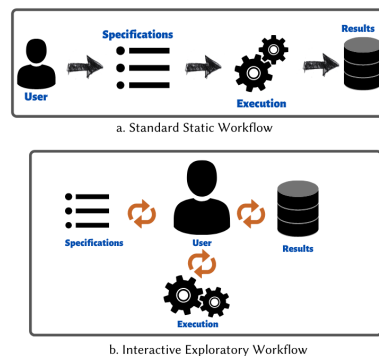 Specifications
Results
User
Execution
a. Standard Static Workflow
Specifications
User
Results
Execution
b. Interactive Exploratory Workflow